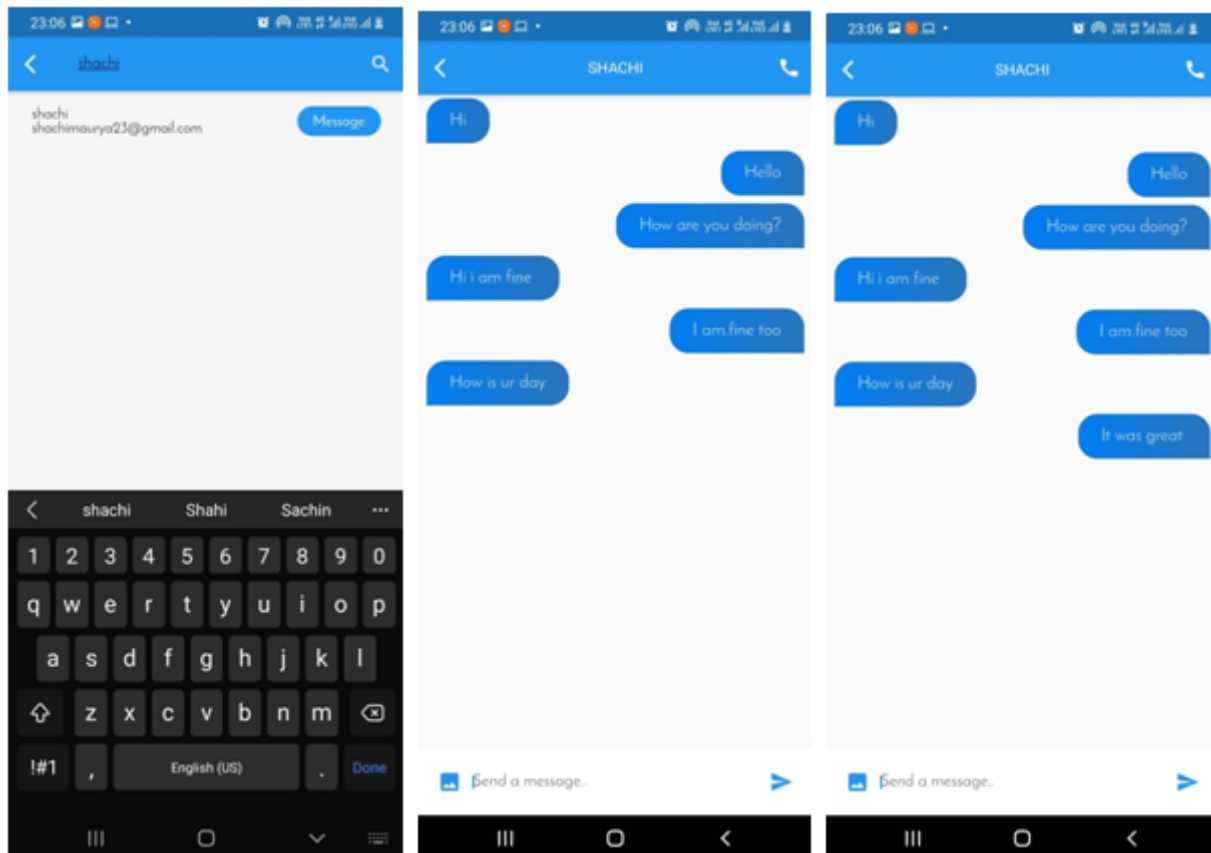 23:06
shachi
shachi
shachimaurya23@gmail.com
Message
shachi Shahi Sachin
1 2 3 4 5 6 7 8 9 0
q w e r t y u i o p
a s d f g h j k l
z x c v b n m
!#1 , English (US) . Done
23:06
SHACHI
Hi
Hello
How are you doing?
Hi i am fine
I am.fine too
How is ur day
Send a message..
23:06
SHACHI
Hi
Hello
How are you doing?
Hi i am fine
I am.fine too
How is ur day
It was great
Send a message..